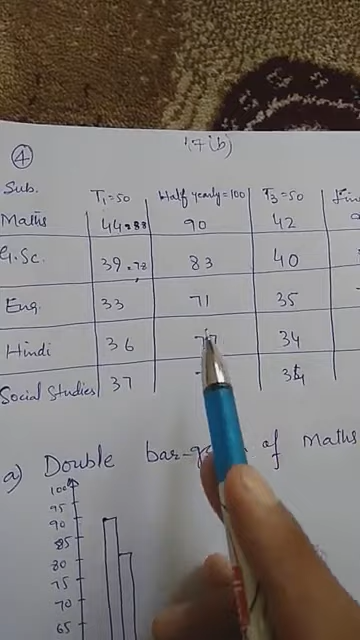 17(b)
4
Sub. T₁=50 Half yearly=100 T₃=50
Maths 44=88 90 42
G.Sc. 39=78 83 40
Eng. 33 71 35
Hindi 36 34
Social Studies 37 34
a) Double bar-graph of Maths
100
95
90
85
80
75
70
65